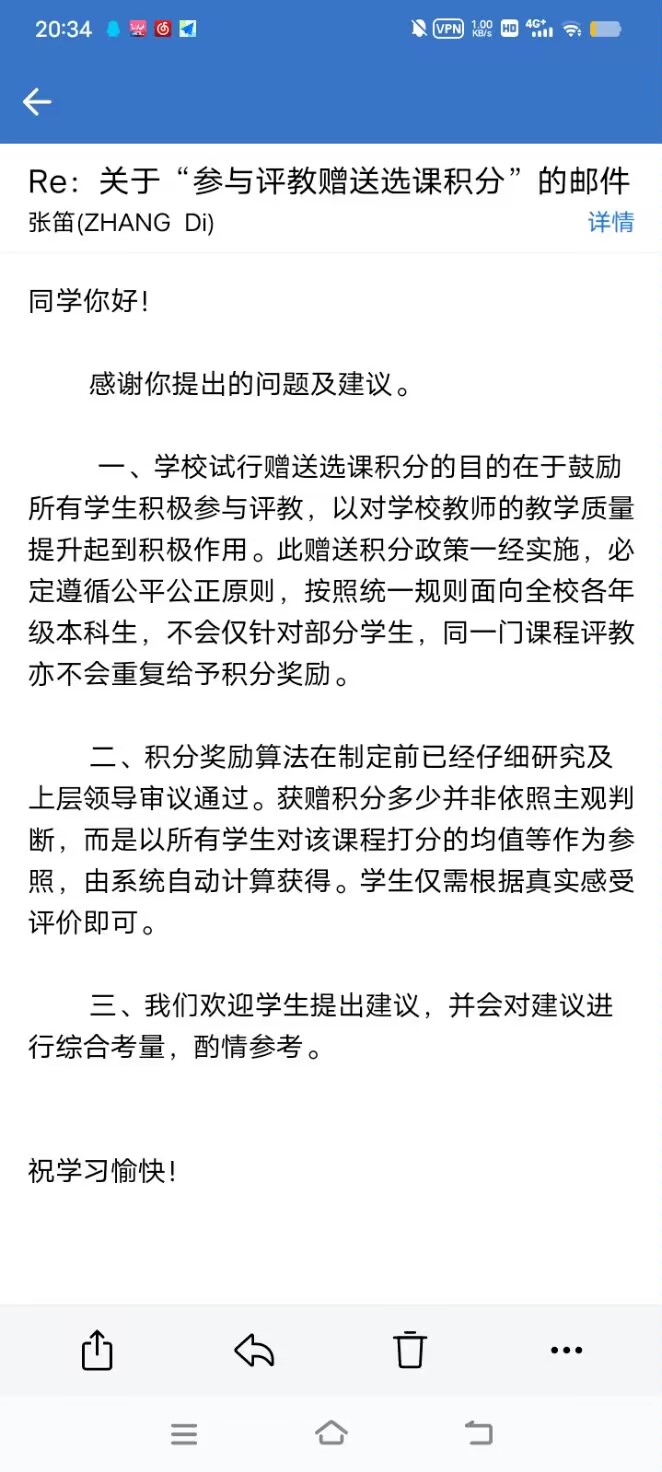 20:34
VPN 1.00 KB/s HD 4G+
Re：关于“参与评教赠送选课积分”的邮件
张笛(ZHANG Di)
详情
同学你好！
感谢你提出的问题及建议。
一、学校试行赠送选课积分的目的在于鼓励
所有学生积极参与评教，以对学校教师的教学质量
提升起到积极作用。此赠送积分政策一经实施，必
定遵循公平公正原则，按照统一规则面向全校各年
级本科生，不会仅针对部分学生，同一门课程评教
亦不会重复给予积分奖励。
二、积分奖励算法在制定前已经仔细研究及
上层领导审议通过。获赠积分多少并非依照主观判
断，而是以所有学生对该课程打分的均值等作为参
照，由系统自动计算获得。学生仅需根据真实感受
评价即可。
三、我们欢迎学生提出建议，并会对建议进
行综合考量，酌情参考。
祝学习愉快！